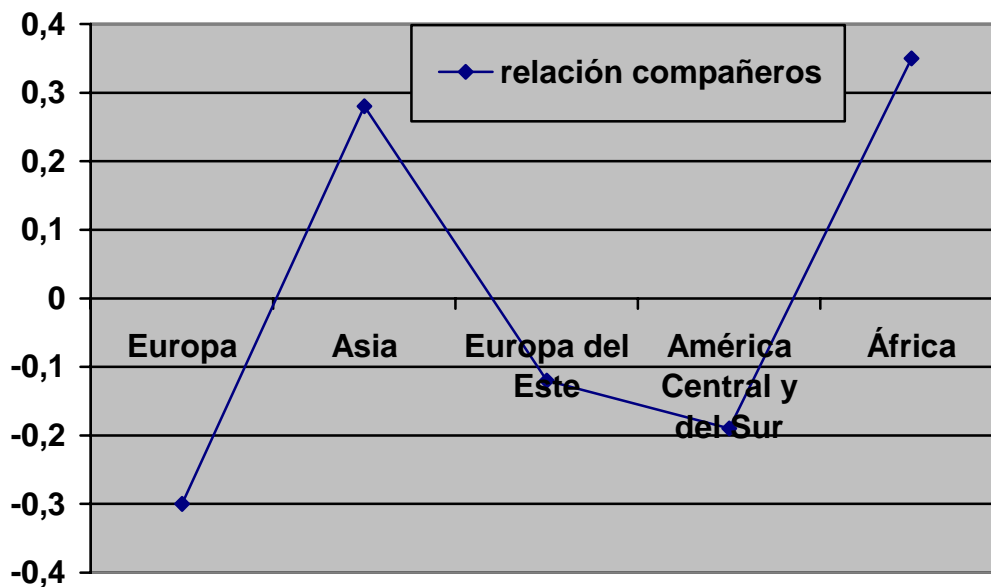 0,4
relación compañeros
0,3
0,2
0,1
0
Europa
Asia
Europa del
Este
América
Central y
del Sur
África
-0,1
-0,2
-0,3
-0,4